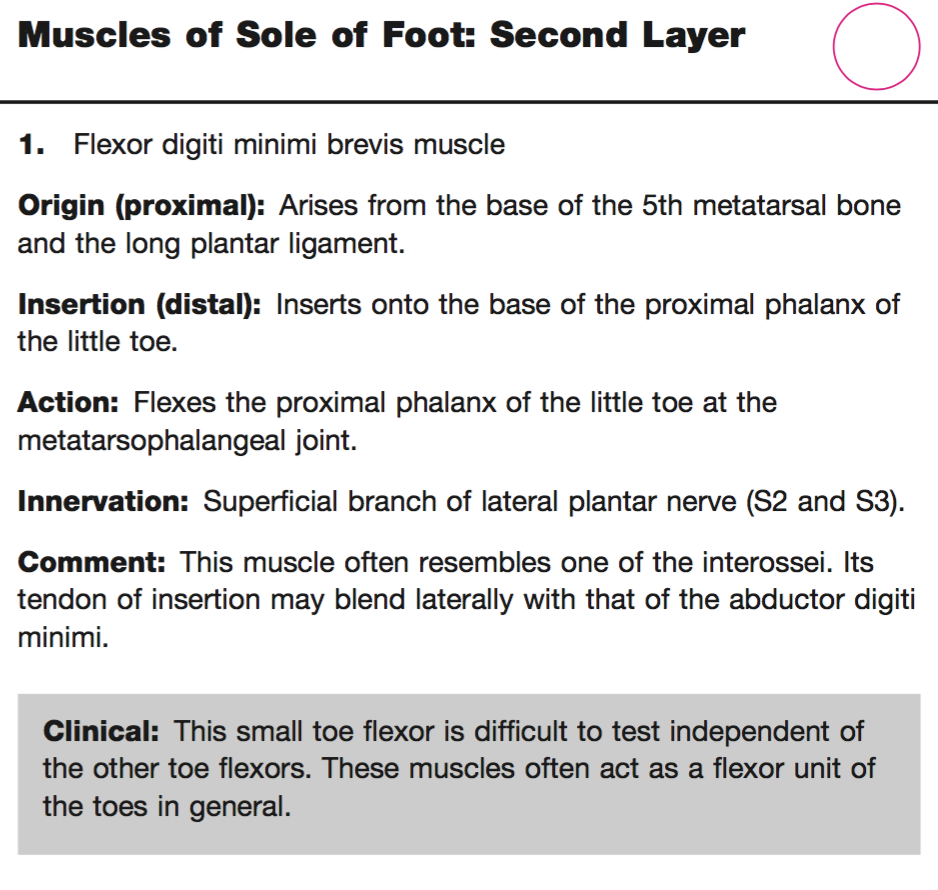 Muscles of Sole of Foot: Second Layer
1. Flexor digiti minimi brevis muscle
Origin (proximal): Arises from the base of the 5th metatarsal bone
and the long plantar ligament.
Insertion (distal): Inserts onto the base of the proximal phalanx of
the little toe.
Action: Flexes the proximal phalanx of the little toe at the
metatarsophalangeal joint.
Innervation: Superficial branch of lateral plantar nerve (S2 and S3).
Comment: This muscle often resembles one of the interossei. Its
tendon of insertion may blend laterally with that of the abductor digiti
minimi.
Clinical: This small toe flexor is difficult to test independent of
the other toe flexors. These muscles often act as a flexor unit of
the toes in general.